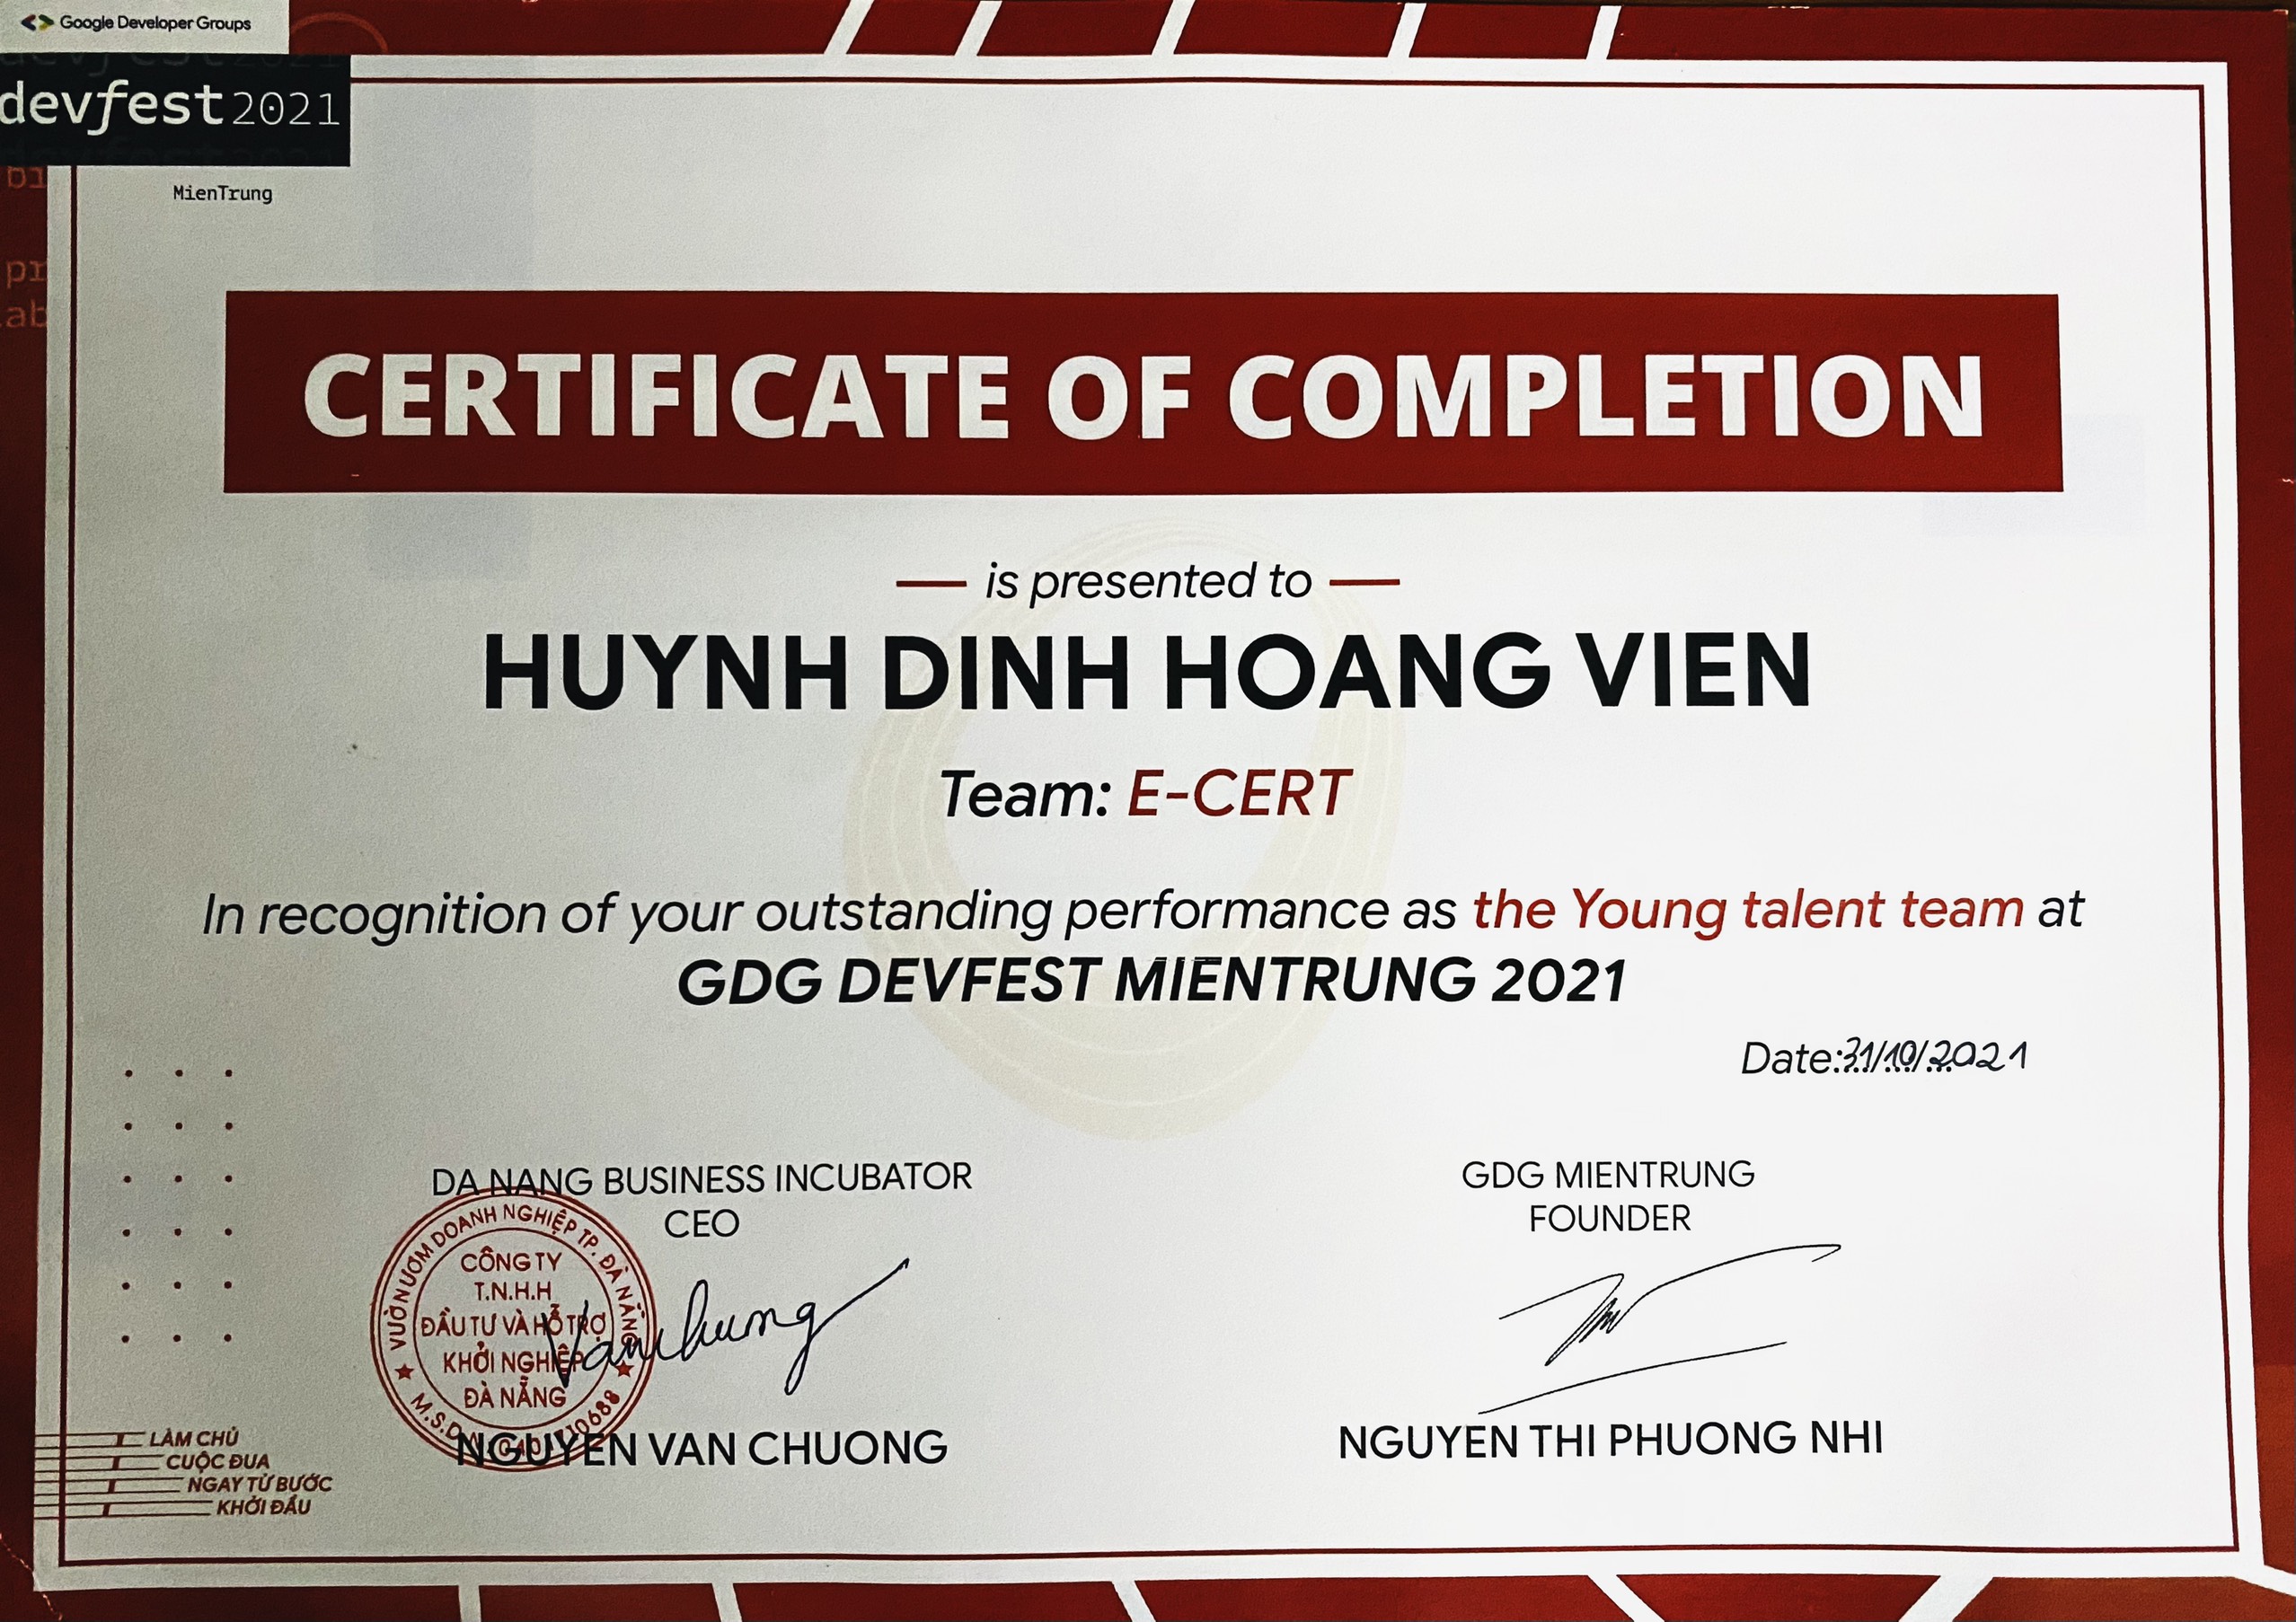 Google Developer Groups
devfest 2021
MienTrung
CERTIFICATE OF COMPLETION
is presented to
HUYNH DINH HOANG VIEN
Team: E-CERT
In recognition of your outstanding performance as the Young talent team at
GDG DEVFEST MIENTRUNG 2021
Date:31/10/2021
DA NANG BUSINESS INCUBATOR
CEO
VƯỜN ƯƠM DOANH NGHIỆP TP. ĐÀ NẴNG
CÔNG TY
T.N.H.H
ĐẦU TƯ VÀ HỖ TRỢ
KHỞI NGHIỆP
ĐÀ NẴNG
Vanchuong
NGUYEN VAN CHUONG
GDG MIENTRUNG
FOUNDER
NGUYEN THI PHUONG NHI
LÀM CHỦ
CUỘC ĐUA
NGAY TỪ BƯỚC
KHỞI ĐẦU